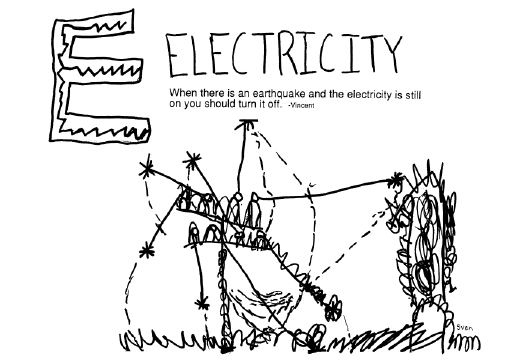 E ELECTRICITY
When there is an earthquake and the electricity is still
on you should turn it off. -Vincent
Sven